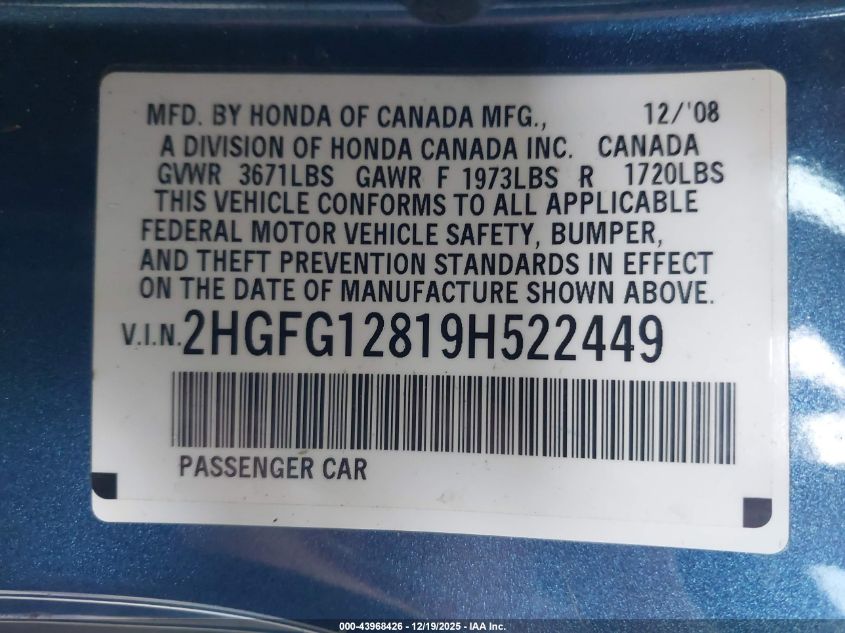 MFD. BY HONDA OF CANADA MFG., 12/'08
A DIVISION OF HONDA CANADA INC. CANADA
GVWR 3671LBS GAWR F 1973LBS R 1720LBS
THIS VEHICLE CONFORMS TO ALL APPLICABLE
FEDERAL MOTOR VEHICLE SAFETY, BUMPER,
AND THEFT PREVENTION STANDARDS IN EFFECT
ON THE DATE OF MANUFACTURE SHOWN ABOVE.
V.I.N. 2HGFG12819H522449
PASSENGER CAR
000-43968426 - 12/19/2025 - IAA Inc.